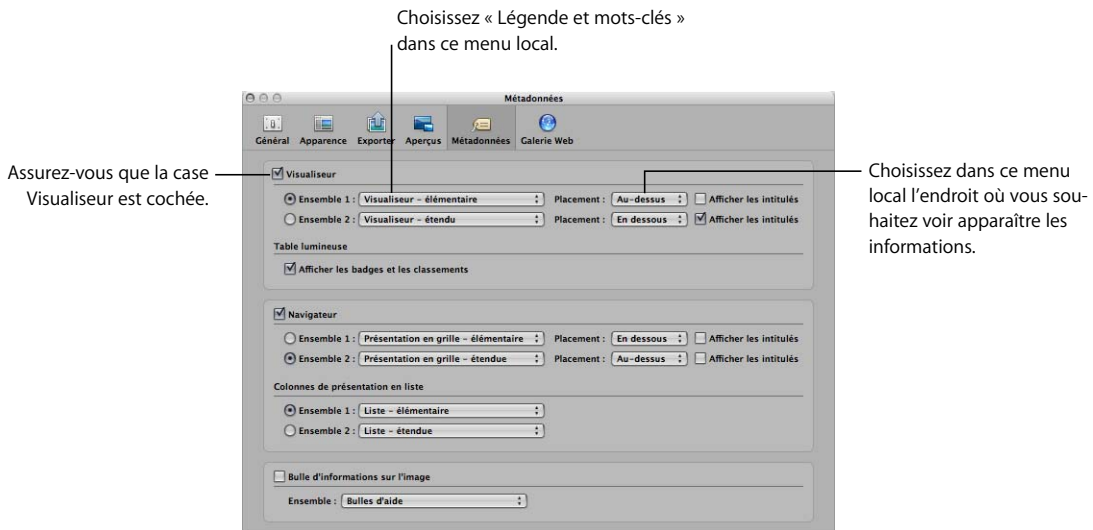 Choisissez « Légende et mots-clés »
dans ce menu local.
Métadonnées
Général Apparence Exporter Aperçus Métadonnées Galerie Web
Assurez-vous que la case
Visualiseur est cochée.
Choisissez dans ce menu
local l'endroit où vous sou-
haitez voir apparaître les
informations.
Visualiseur
Ensemble 1 : Visualiseur – élémentaire Placement : Au-dessus Afficher les intitulés
Ensemble 2 : Visualiseur – étendu Placement : En dessous Afficher les intitulés
Table lumineuse
Afficher les badges et les classements
Navigateur
Ensemble 1 : Présentation en grille – élémentaire Placement : En dessous Afficher les intitulés
Ensemble 2 : Présentation en grille – étendue Placement : Au-dessus Afficher les intitulés
Colonnes de présentation en liste
Ensemble 1 : Liste – élémentaire
Ensemble 2 : Liste – étendue
Bulle d'informations sur l'image
Ensemble : Bulles d'aide